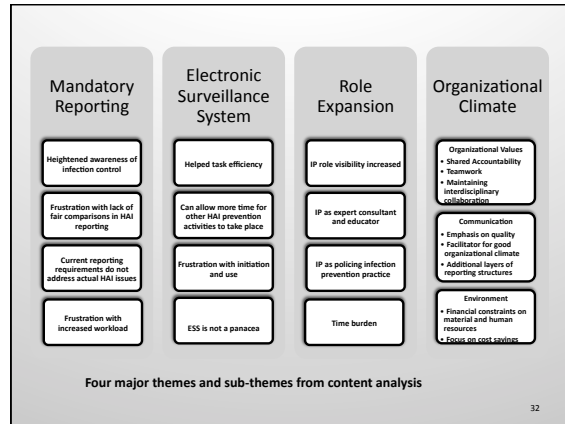 Mandatory
Reporting
Heightened awareness of
infection control
Frustration with lack of
fair comparisons in HAI
reporting
Current reporting
requirements do not
address actual HAI issues
Frustration with
increased workload
Electronic
Surveillance
System
Helped task efficiency
Can allow more time for
other HAI prevention
activities to take place
Frustration with initiation
and use
ESS is not a panacea
Role
Expansion
IP role visibility increased
IP as expert consultant
and educator
IP as policing infection
prevention practice
Time burden
Organizational
Climate
Organizational Values
• Shared Accountability
• Teamwork
• Maintaining
interdisciplinary
collaboration
Communication
• Emphasis on quality
• Facilitator for good
organizational climate
• Additional layers of
reporting structures
Environment
• Financial constraints on
material and human
resources
• Focus on cost savings
Four major themes and sub-themes from content analysis
32